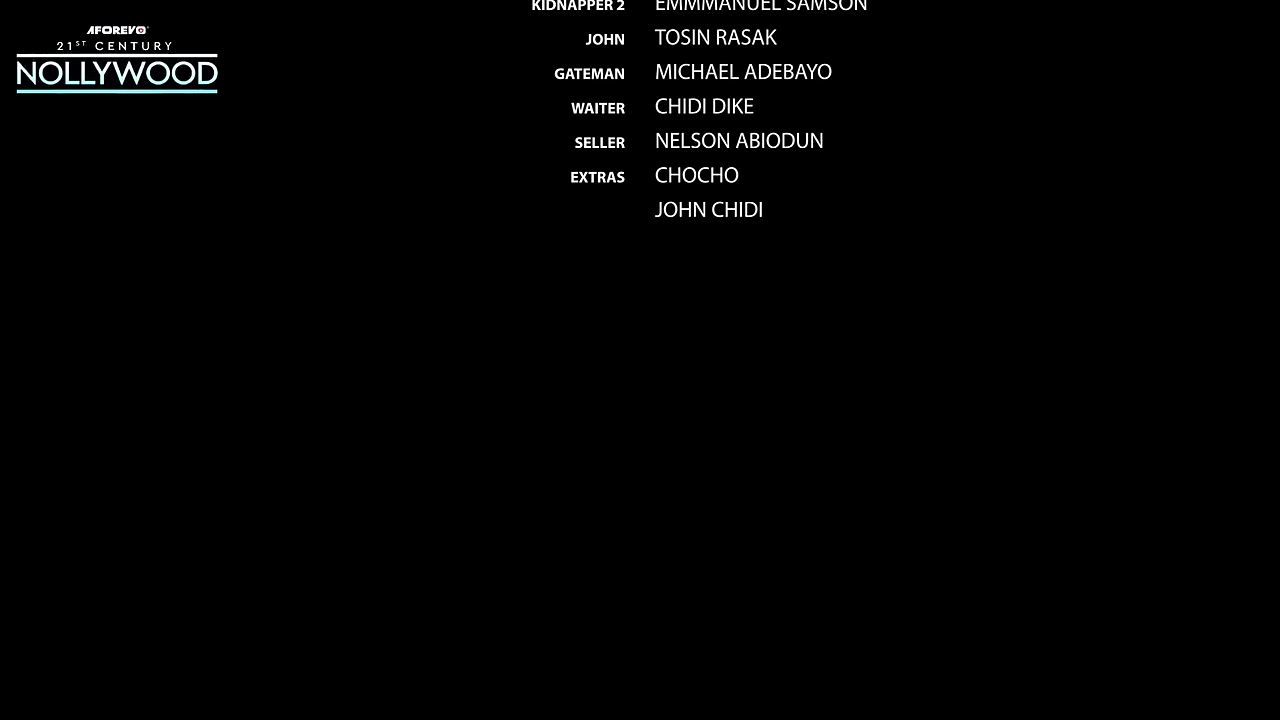 AFOREVO
21ST CENTURY
NOLLYWOOD
KIDNAPPER 2 EMMMANUEL SAMSON
JOHN TOSIN RASAK
GATEMAN MICHAEL ADEBAYO
WAITER CHIDI DIKE
SELLER NELSON ABIODUN
EXTRAS CHOCHO
JOHN CHIDI